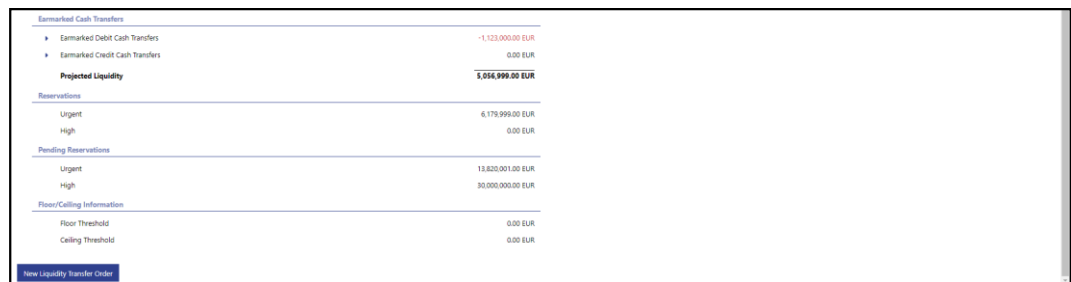 Earmarked Cash Transfers
Earmarked Debit Cash Transfers -1,123,000.00 EUR
Earmarked Credit Cash Transfers 0.00 EUR
Projected Liquidity 5,056,999.00 EUR
Reservations
Urgent 6,179,999.00 EUR
High 0.00 EUR
Pending Reservations
Urgent 13,820,001.00 EUR
High 30,000,000.00 EUR
Floor/Ceiling Information
Floor Threshold 0.00 EUR
Ceiling Threshold 0.00 EUR
New Liquidity Transfer Order